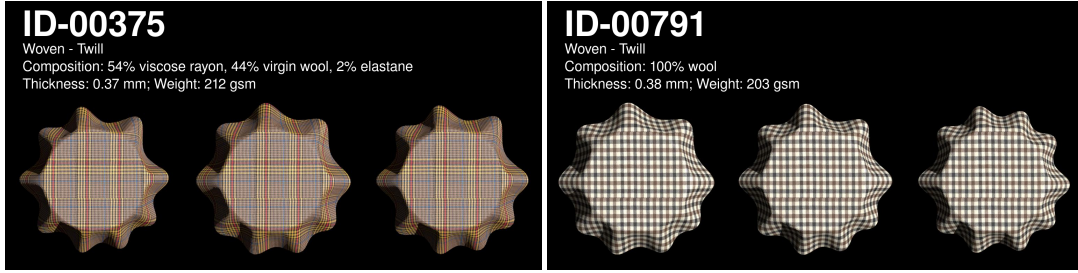 ID-00375
Woven - Twill
Composition: 54% viscose rayon, 44% virgin wool, 2% elastane
Thickness: 0.37 mm; Weight: 212 gsm
ID-00791
Woven - Twill
Composition: 100% wool
Thickness: 0.38 mm; Weight: 203 gsm